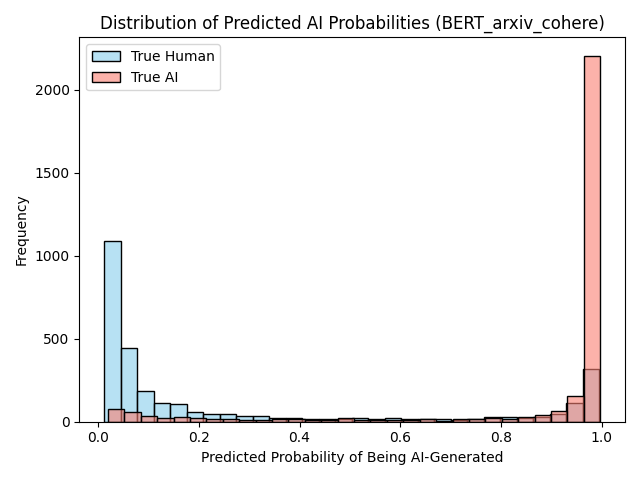 Distribution of Predicted AI Probabilities (BERT_arxiv_cohere)
True Human
True AI
Frequency
2000
1500
1000
500
0
0.0 0.2 0.4 0.6 0.8 1.0
Predicted Probability of Being AI-Generated